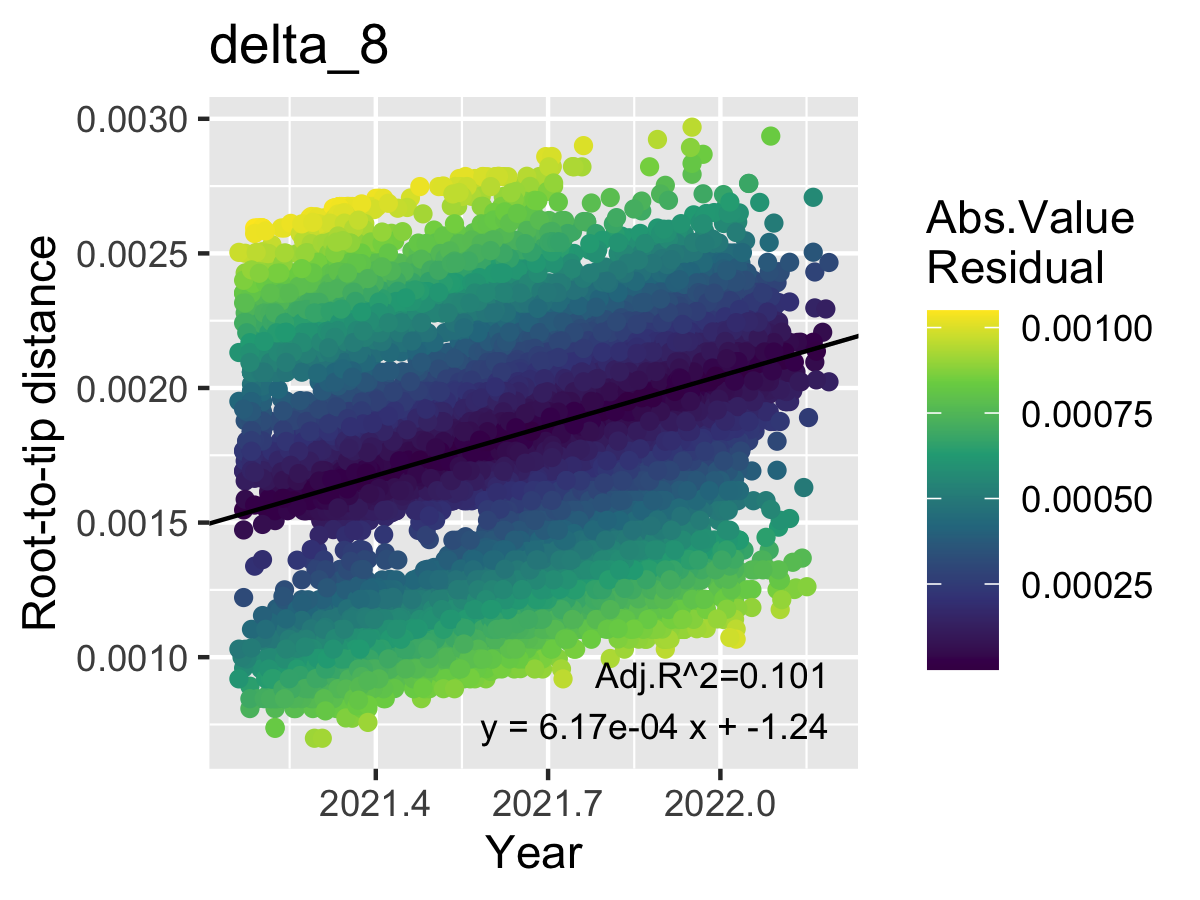 delta_8
0.0030
0.0025
0.0020
0.0015
0.0010
Root-to-tip distance
Adj.R^2=0.101
y = 6.17e-04 x + -1.24
2021.4
2021.7
2022.0
Year
Abs.Value
Residual
0.00100
0.00075
0.00050
0.00025